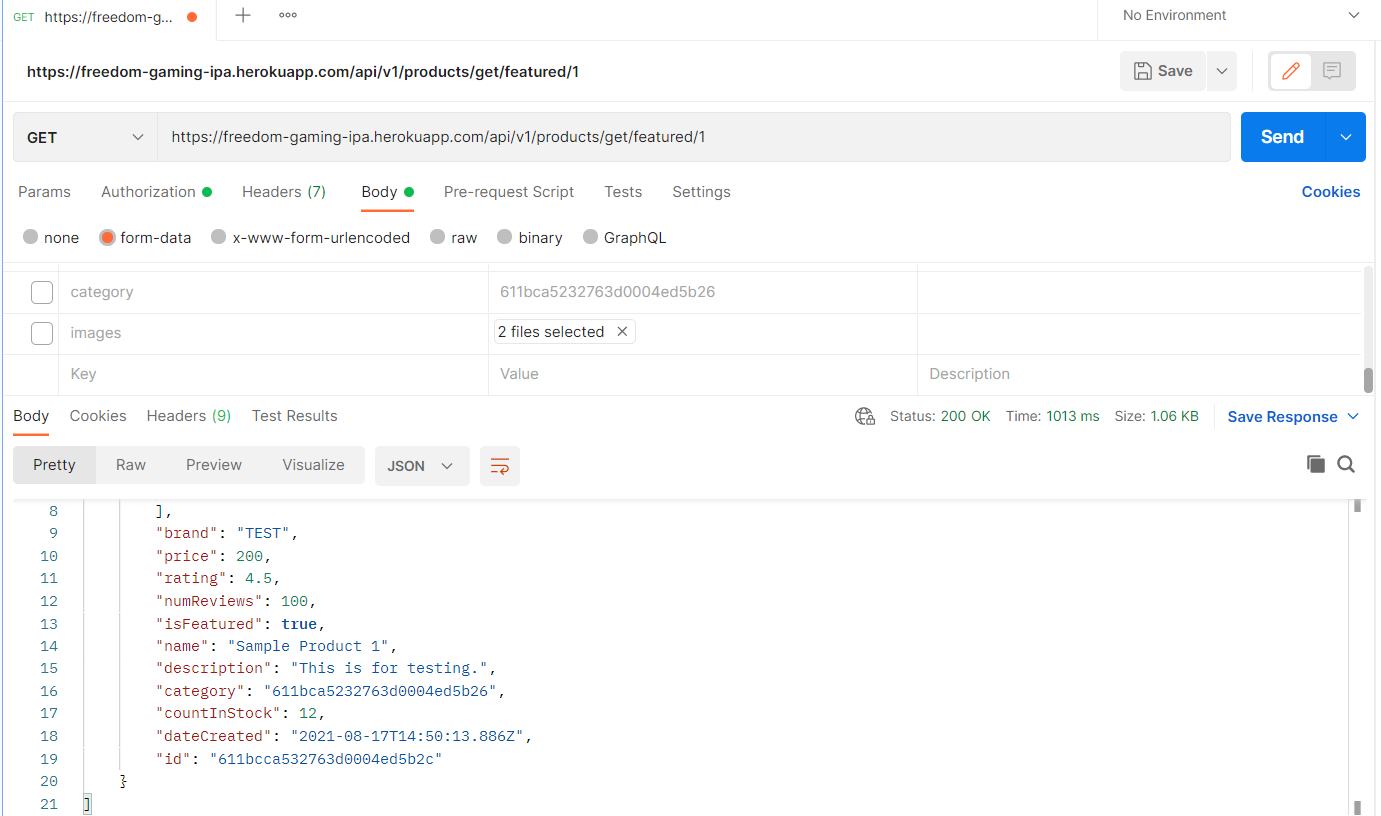 GET https://freedom-g... No Environment
https://freedom-gaming-ipa.herokuapp.com/api/v1/products/get/featured/1 Save
GET https://freedom-gaming-ipa.herokuapp.com/api/v1/products/get/featured/1 Send
Params Authorization Headers (7) Body Pre-request Script Tests Settings Cookies
none form-data x-www-form-urlencoded raw binary GraphQL
category 611bca5232763d0004ed5b26
images 2 files selected
Key Value Description
Body Cookies Headers (9) Test Results Status: 200 OK Time: 1013 ms Size: 1.06 KB Save Response
Pretty Raw Preview Visualize JSON
8 ],
9 "brand": "TEST",
10 "price": 200,
11 "rating": 4.5,
12 "numReviews": 100,
13 "isFeatured": true,
14 "name": "Sample Product 1",
15 "description": "This is for testing.",
16 "category": "611bca5232763d0004ed5b26",
17 "countInStock": 12,
18 "dateCreated": "2021-08-17T14:50:13.886Z",
19 "id": "611bcca532763d0004ed5b2c"
20 }
21 ]